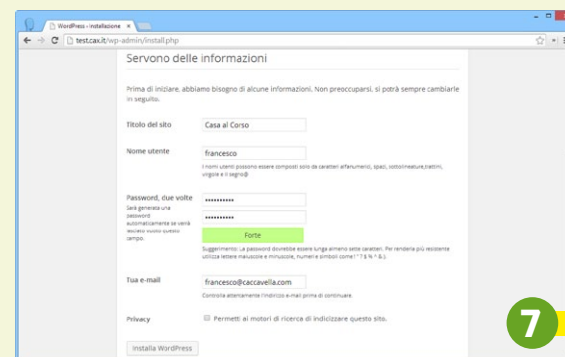 WordPress › Installazione
test.cax.it/wp-admin/install.php
Servono delle informazioni
Prima di iniziare, abbiamo bisogno di alcune informazioni. Non preoccuparsi, si potrà sempre cambiarle
in seguito.
Titolo del sito
Casa al Corso
Nome utente
francesco
I nomi utenti possono essere composti solo da caratteri alfanumerici, spazi, sottolineature,trattini,
virgole e il segno@
Password, due volte
Sarà generata una
password
automaticamente se verrà
lasciato vuoto questo
campo.
••••••••••
••••••••••
Forte
Suggerimento: La password dovrebbe essere lunga almeno sette caratteri. Per renderla più resistente
utilizza lettere maiuscole e minuscole, numeri e simboli come ! " ? $ % ^ & ).
Tua e-mail
francesco@caccavella.com
Controlla attentamente l'indirizzo e-mail prima di continuare.
Privacy
Permetti ai motori di ricerca di indicizzare questo sito.
Installa WordPress
7